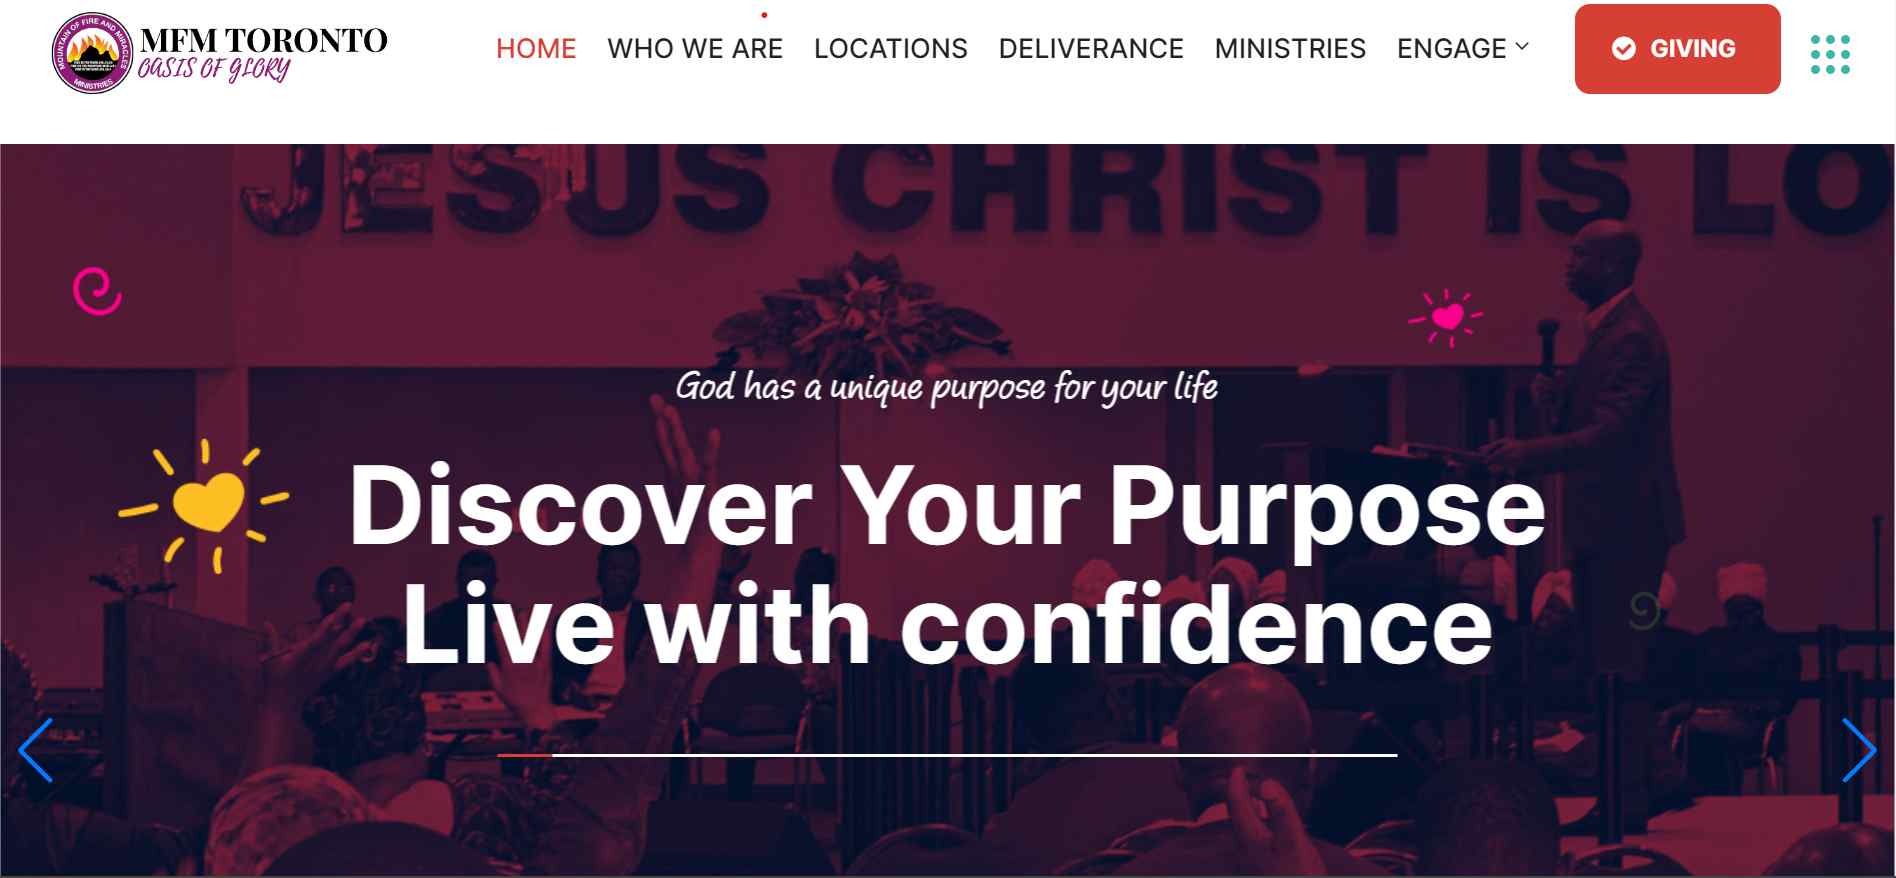 MOUNTAIN OF FIRE AND MIRACLES
MINISTRIES
MFM TORONTO
OASIS OF GLORY
HOME
WHO WE ARE
LOCATIONS
DELIVERANCE
MINISTRIES
ENGAGE
GIVING
JESUS CHRIST IS LO
God has a unique purpose for your life
Discover Your Purpose
Live with confidence